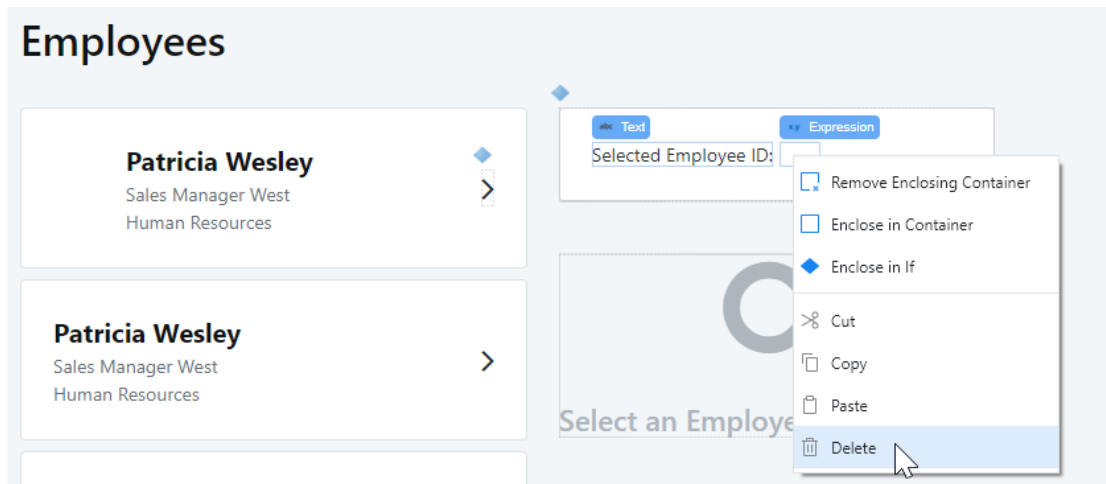 Employees
abc Text
x.y Expression
Selected Employee ID:
Patricia Wesley
Sales Manager West
Human Resources
Patricia Wesley
Sales Manager West
Human Resources
Select an Employe
Remove Enclosing Container
Enclose in Container
Enclose in If
Cut
Copy
Paste
Delete